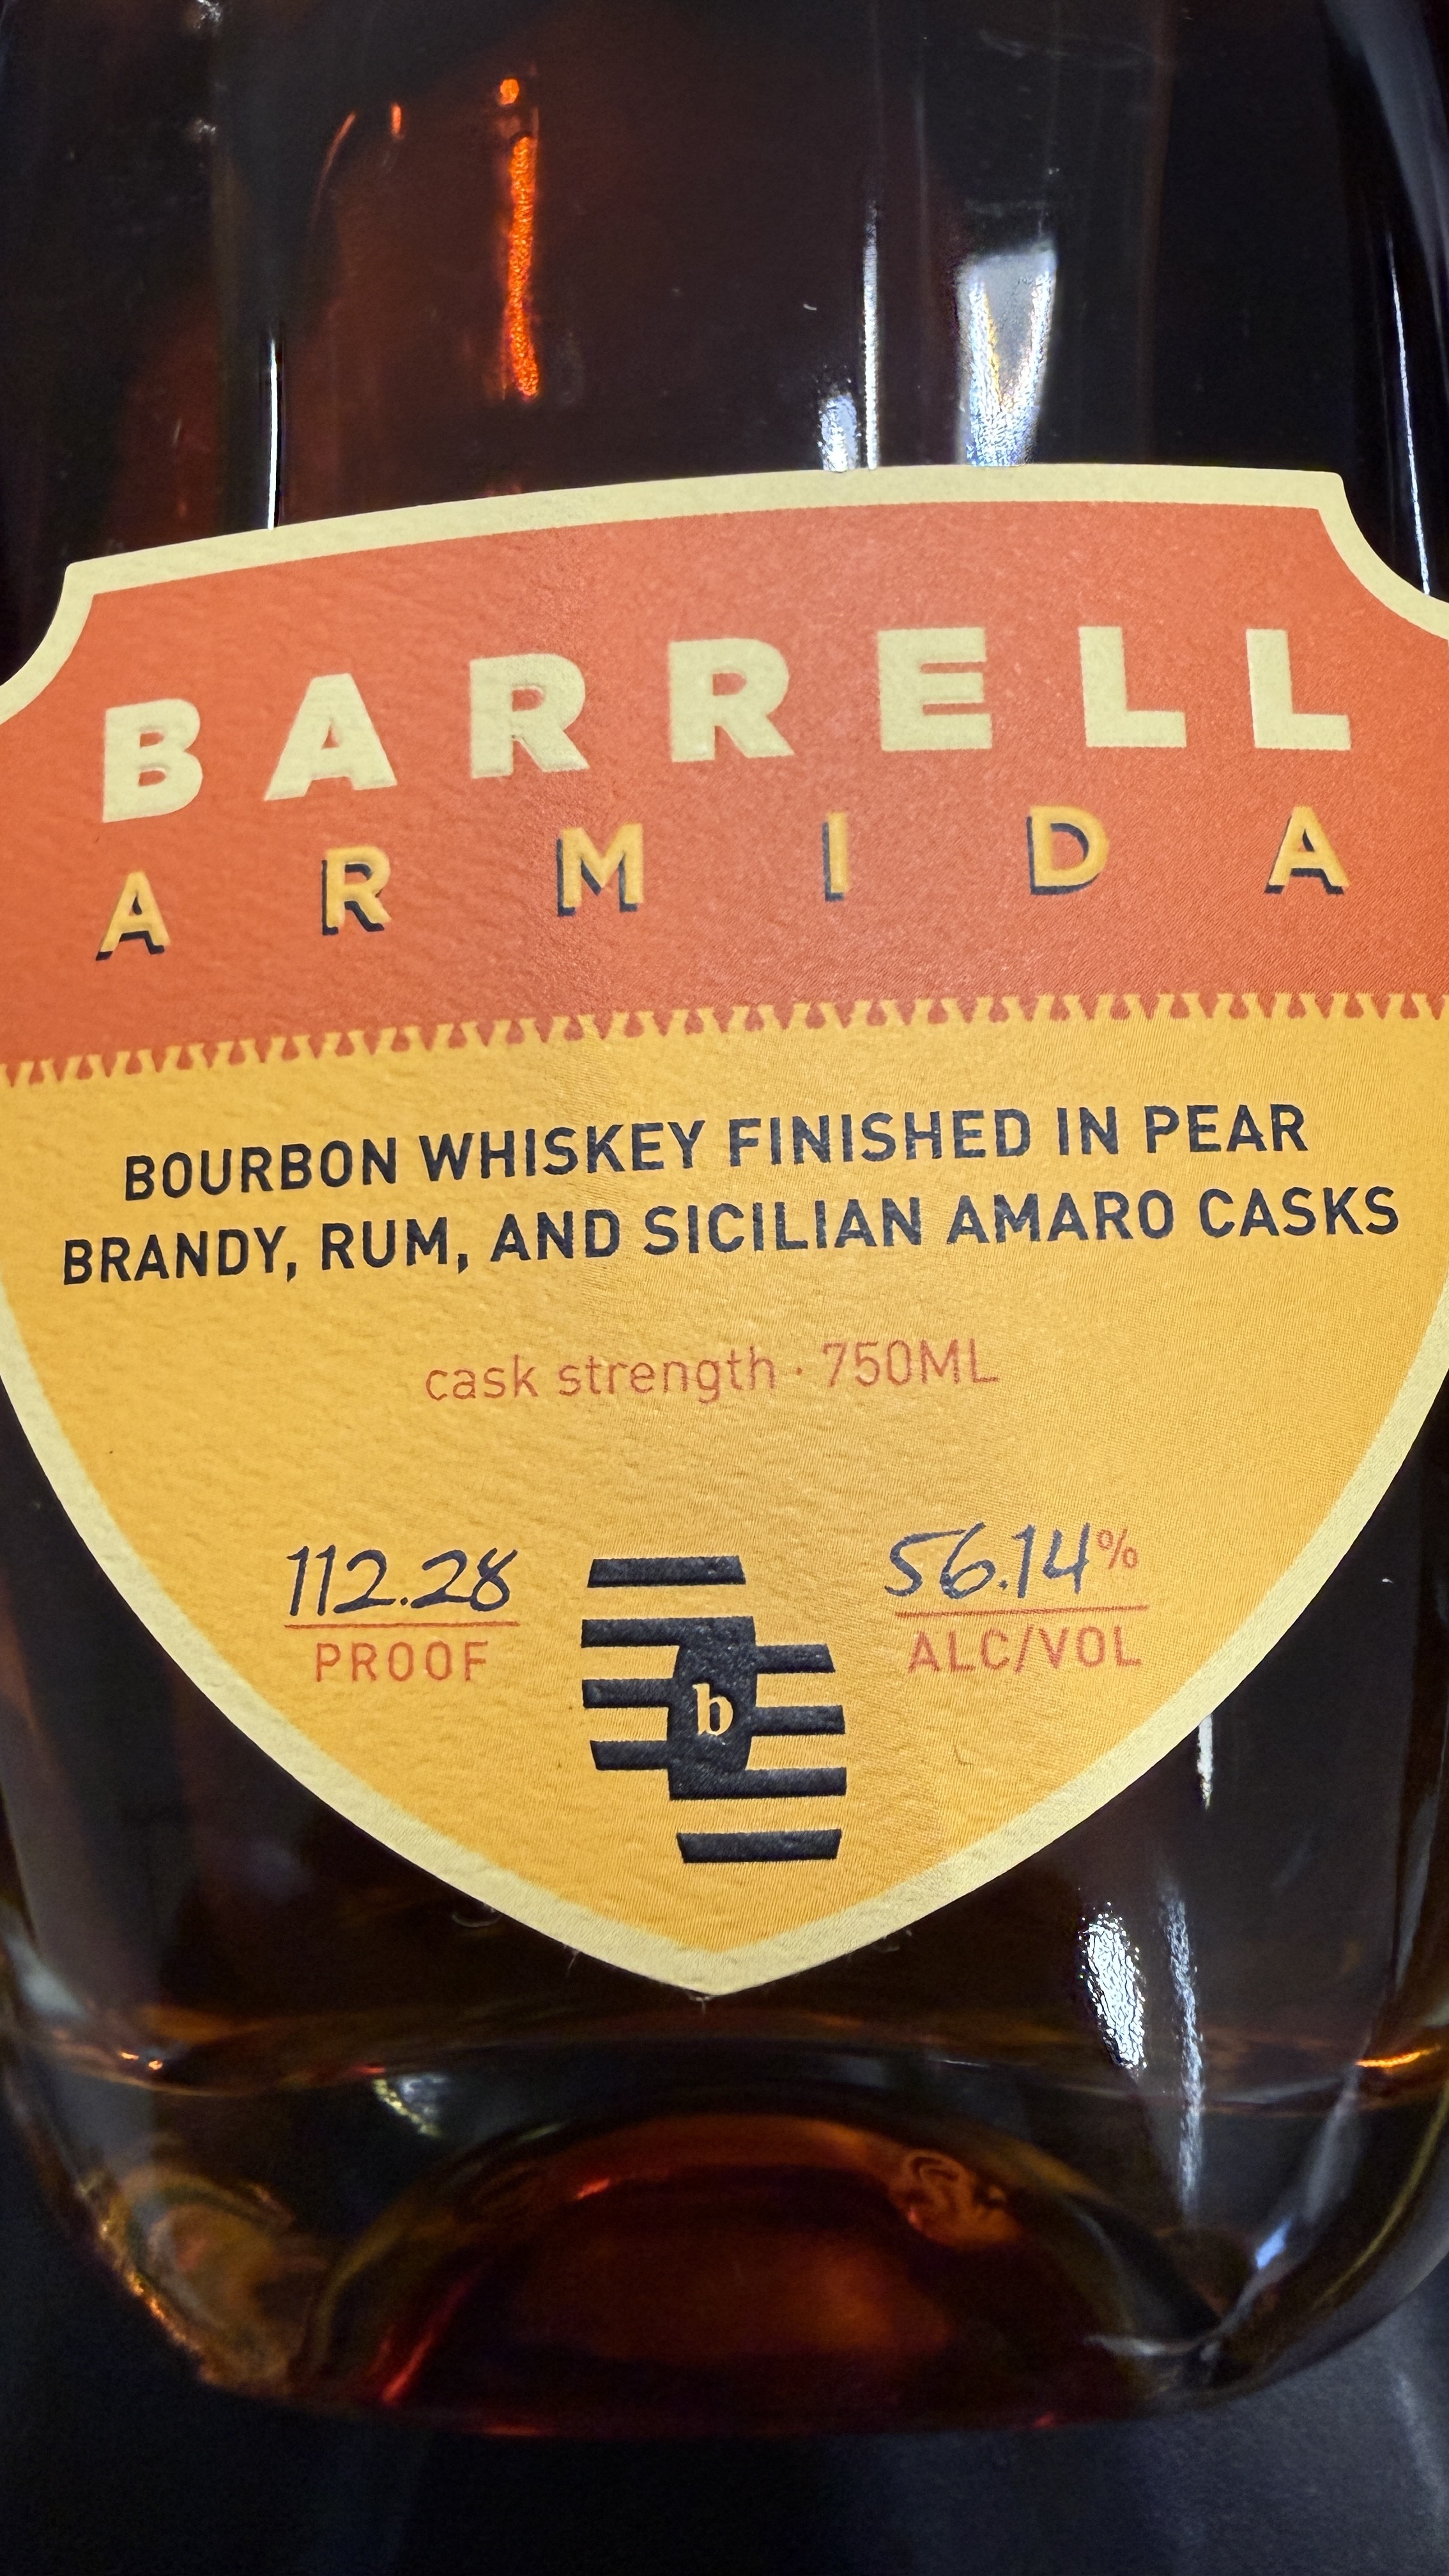 BARRELL
ARMIDA
BOURBON WHISKEY FINISHED IN PEAR
BRANDY, RUM, AND SICILIAN AMARO CASKS
cask strength · 750ML
112.28 56.14%
PROOF ALC/VOL
b